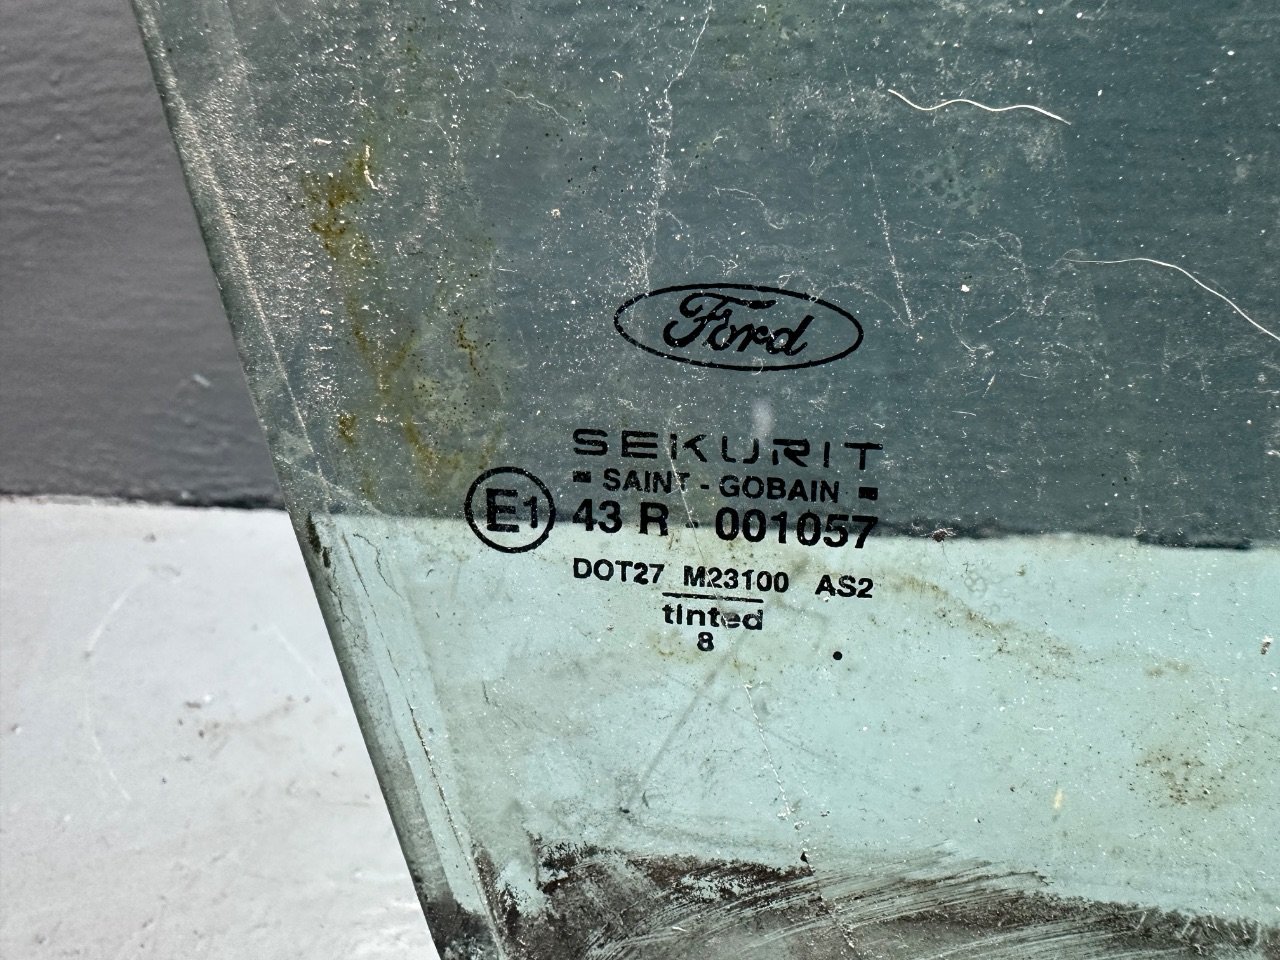 Ford
SEKURIT
SAINT - GOBAIN
E1 43 R - 001057
DOT27 M23100 AS2
tinted
8